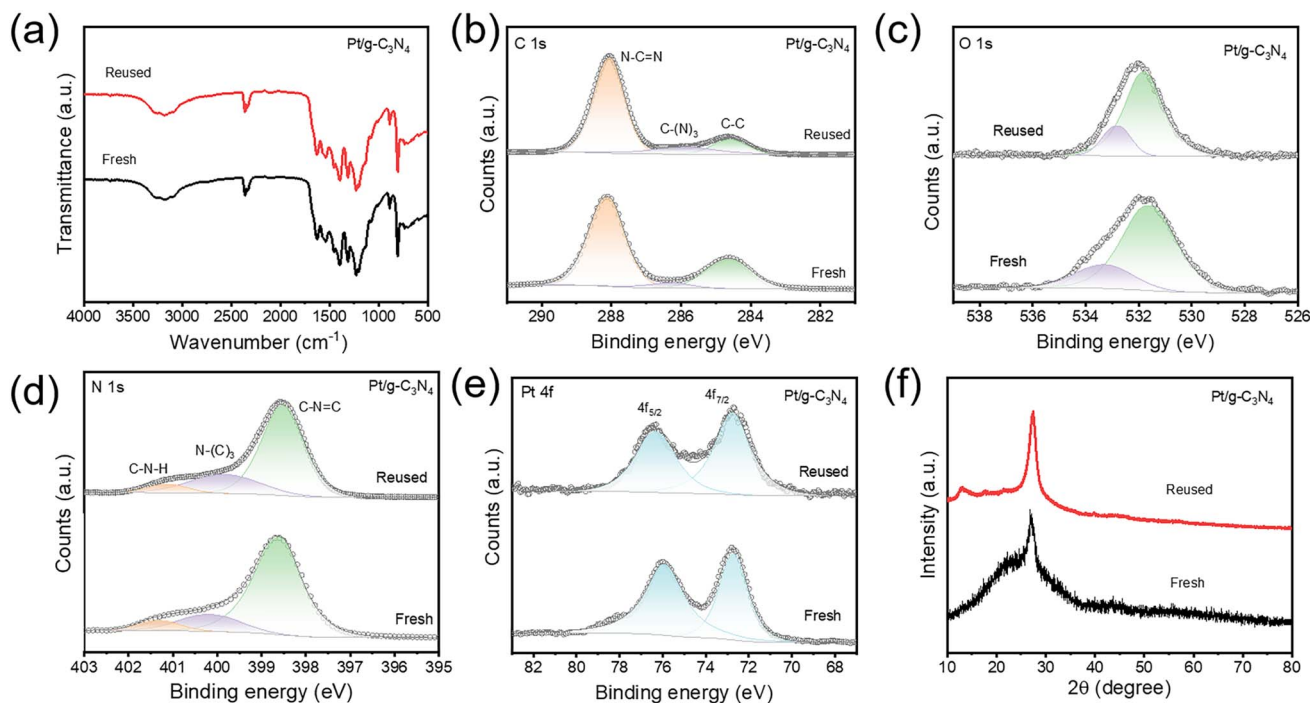 (a)
Pt/g-C₃N₄
Reused
Fresh
Transmittance (a.u.)
4000 3500 3000 2500 2000 1500 1000 500
Wavenumber (cm⁻¹)
(b)
C 1s
Pt/g-C₃N₄
N-C=N
C-(N)₃
C-C
Reused
Fresh
Counts (a.u.)
290 288 286 284 282
Binding energy (eV)
(c)
O 1s
Pt/g-C₃N₄
Reused
Fresh
Counts (a.u.)
538 536 534 532 530 528 526
Binding energy (eV)
(d)
N 1s
Pt/g-C₃N₄
C-N=C
N-(C)₃
C-N-H
Reused
Fresh
Counts (a.u.)
403 402 401 400 399 398 397 396 395
Binding energy (eV)
(e)
Pt 4f
Pt/g-C₃N₄
4f₅/₂
4f₇/₂
Reused
Fresh
Counts (a.u.)
82 80 78 76 74 72 70 68
Binding energy (eV)
(f)
Pt/g-C₃N₄
Reused
Fresh
Intensity (a.u.)
10 20 30 40 50 60 70 80
2θ (degree)